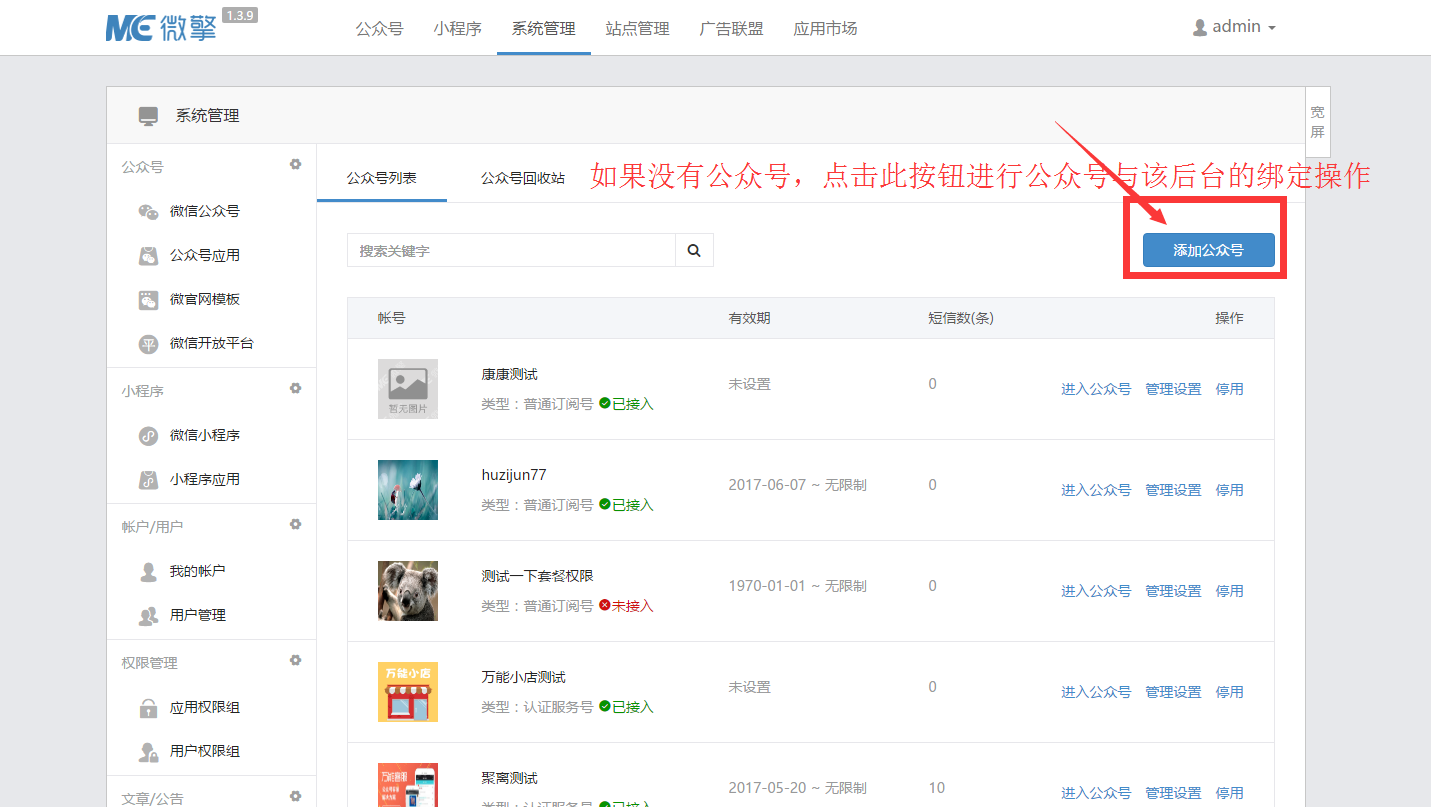 ME微擎 1.3.9 公众号 小程序 系统管理 站点管理 广告联盟 应用市场 admin
系统管理
宽屏
公众号
微信公众号
公众号应用
微官网模板
微信开放平台
小程序
微信小程序
小程序应用
帐户/用户
我的帐户
用户管理
权限管理
应用权限组
用户权限组
文章/公告
公众号列表 公众号回收站
如果没有公众号，点击此按钮进行公众号与该后台的绑定操作
搜索关键字 添加公众号
帐号 有效期 短信数(条) 操作
暂无图片
康康测试
类型：普通订阅号 已接入
未设置 0 进入公众号 管理设置 停用
huzijun77
类型：普通订阅号 已接入
2017-06-07 ~ 无限制 0 进入公众号 管理设置 停用
测试一下套餐权限
类型：普通订阅号 未接入
1970-01-01 ~ 无限制 0 进入公众号 管理设置 停用
万能小店
万能小店测试
类型：认证服务号 已接入
未设置 0 进入公众号 管理设置 停用
聚离测试
类型：认证服务号 已接入
2017-05-20 ~ 无限制 10 进入公众号 管理设置 停用